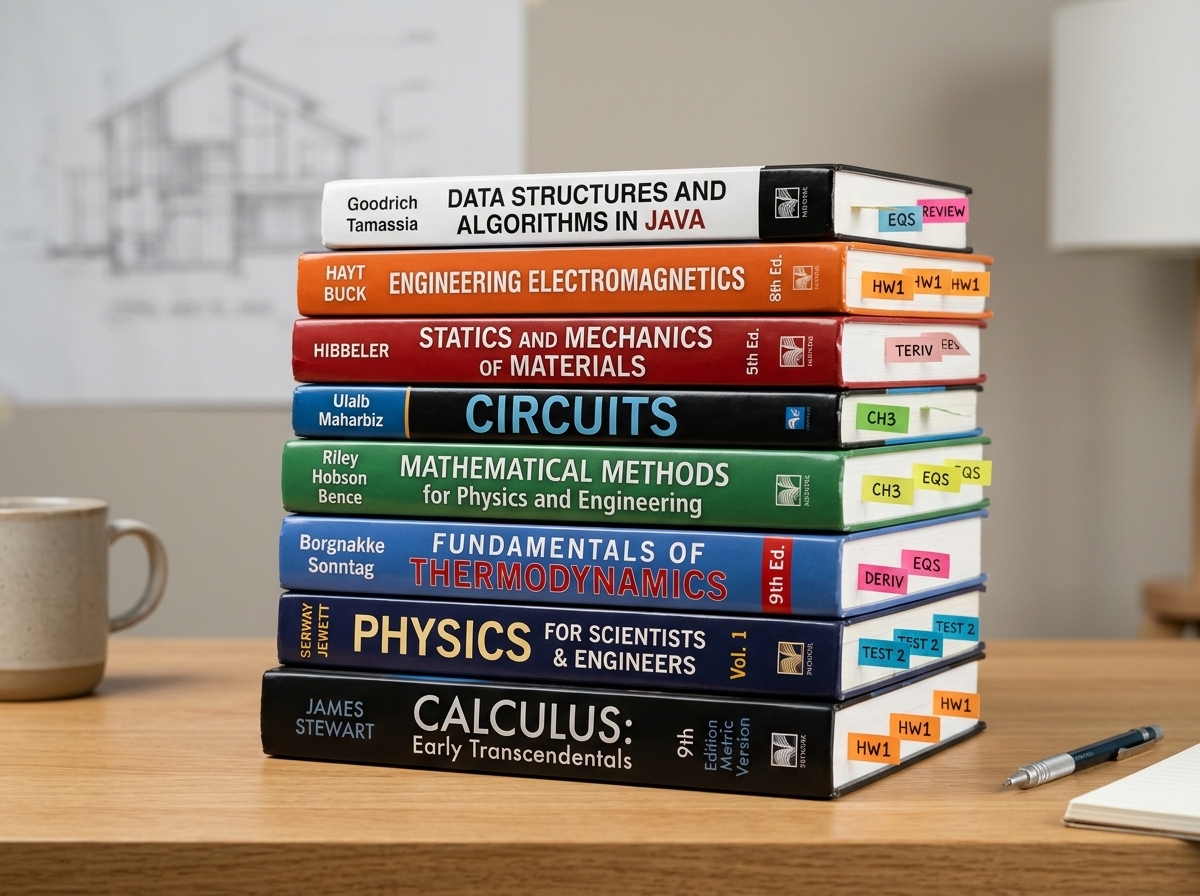 Goodrich
Tamassia
DATA STRUCTURES AND
ALGORITHMS IN JAVA
EQS
REVIEW
HAYT
BUCK
ENGINEERING ELECTROMAGNETICS
8th Ed.
HW1
HW1
HW1
HIBBELER
STATICS AND MECHANICS
OF MATERIALS
5th Ed.
TERIV
Ulalb
Maharbiz
CIRCUITS
CH3
Riley
Hobson
Bence
MATHEMATICAL METHODS
for Physics and Engineering
CH3
EQS
EQS
Borgnakke
Sonntag
FUNDAMENTALS OF
THERMODYNAMICS
9th Ed.
DERIV
EQS
SERWAY
JEWETT
PHYSICS
FOR SCIENTISTS
& ENGINEERS
Vol. 1
TEST 2
TEST 2
TEST 2
JAMES
STEWART
CALCULUS:
Early Transcendentals
9th
Edition
Metric
Version
HW1
HW1
HW1